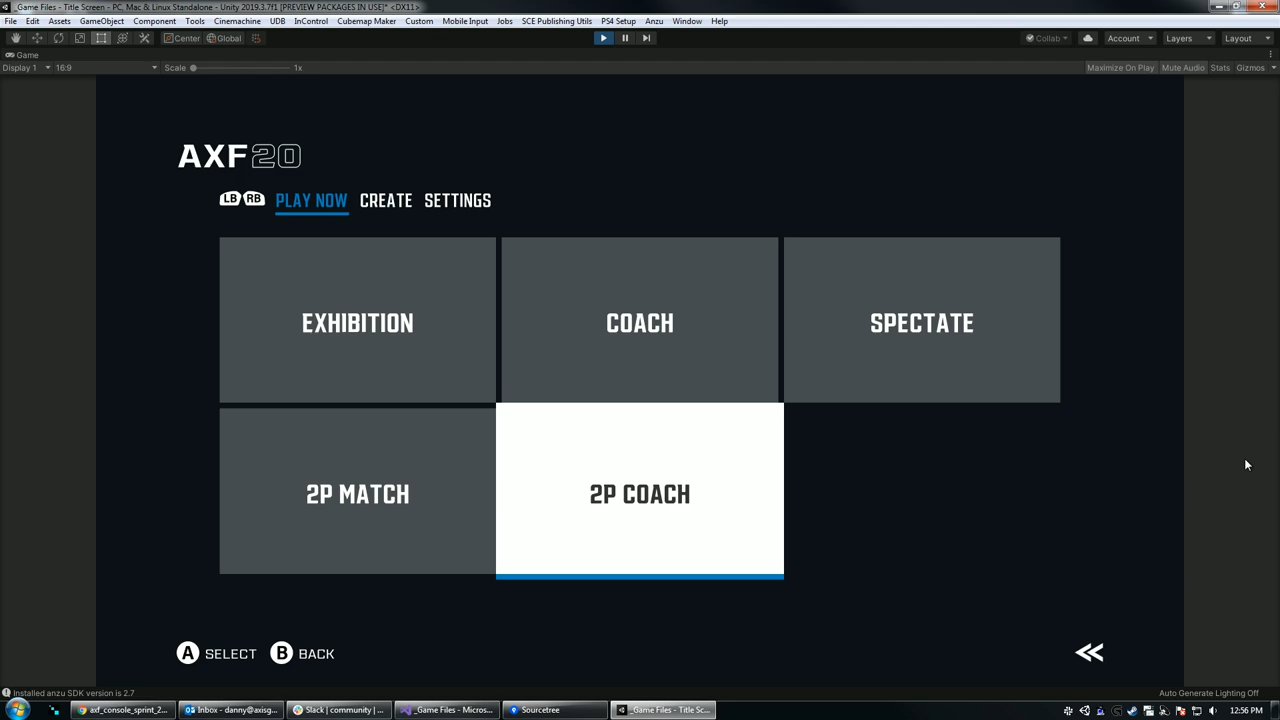 _Game Files - Title Screen - PC, Mac & Linux Standalone - Unity 2019.3.7f1 [PREVIEW PACKAGES IN USE]* <DX11>
File Edit Assets GameObject Component Tools Cinemachine UDB InControl Cubemap Maker Custom Mobile Input Jobs SCE Publishing Utils PS4 Setup Anzu Window Help
Center Global Collab Account Layers Layout
Game
Display 1 16:9 Scale 1x Maximize On Play Mute Audio Stats Gizmos
AXF20
LB RB PLAY NOW CREATE SETTINGS
EXHIBITION COACH SPECTATE
2P MATCH 2P COACH
A SELECT B BACK
Installed anzu SDK version is 2.7 Auto Generate Lighting Off
axf_console_sprint_2... Inbox - danny@axisg... Slack | community | ... _Game Files - Micros... Sourcetree _Game Files - Title Sc... 12:56 PM